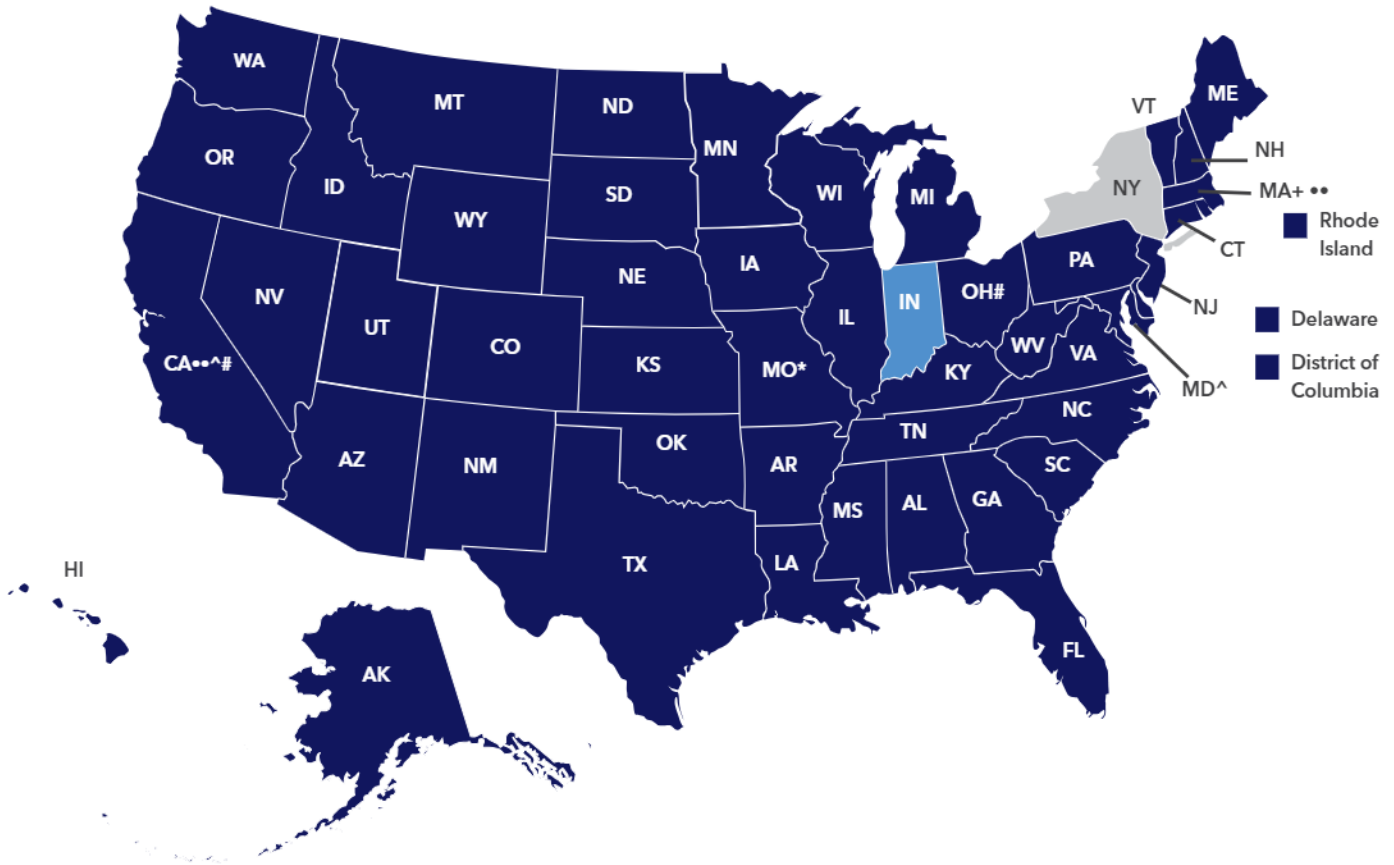 WA
MT
ND
MN
ME
VT
OR
ID
SD
WI
MI
NY
NH
WY
MA+ ••
Rhode
Island
CT
IA
PA
NE
NV
IN
OH#
NJ
UT
IL
Delaware
CO
WV
VA
CA••^#
KS
MO*
KY
District of
Columbia
MD^
NC
TN
OK
AZ
NM
AR
SC
MS
AL
GA
HI
TX
LA
FL
AK